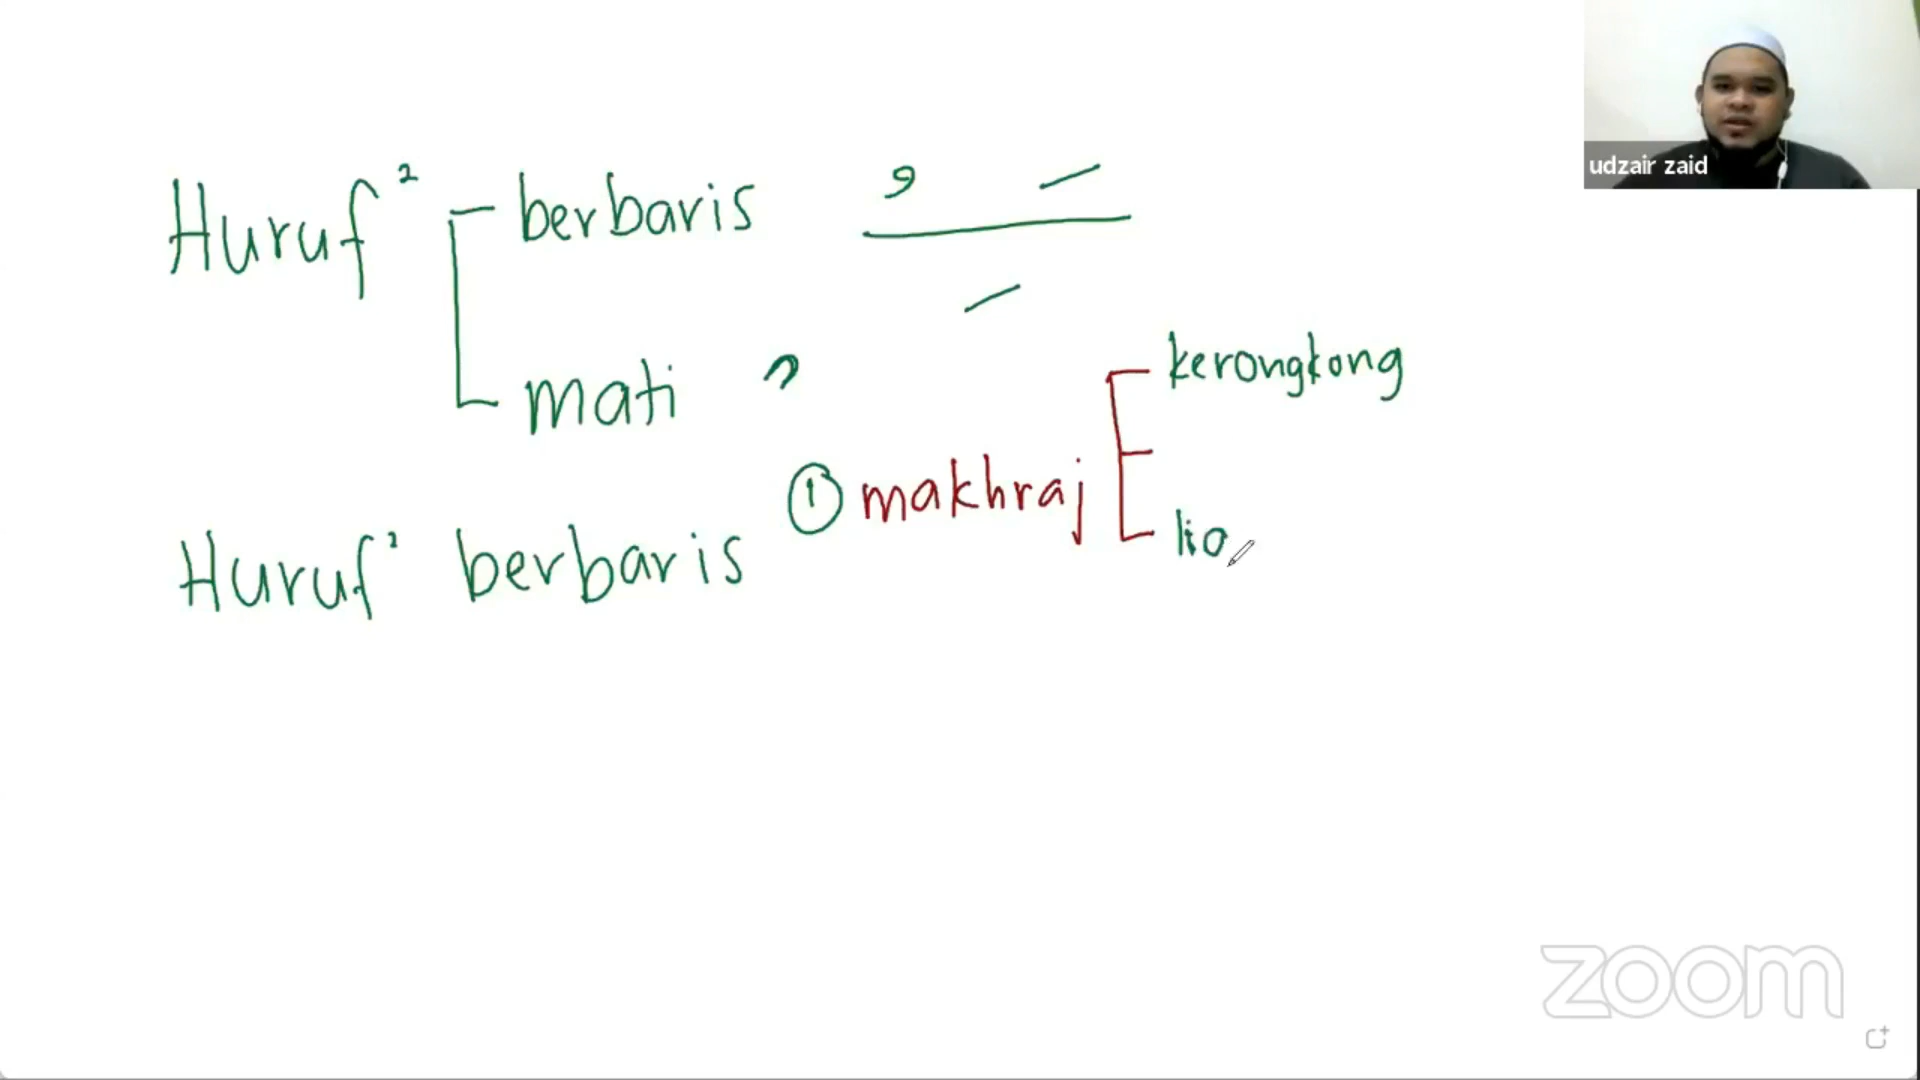 Huruf² berbaris
mati
kerongkong
① makhraj
lio
Huruf² berbaris
udzair zaid
zoom